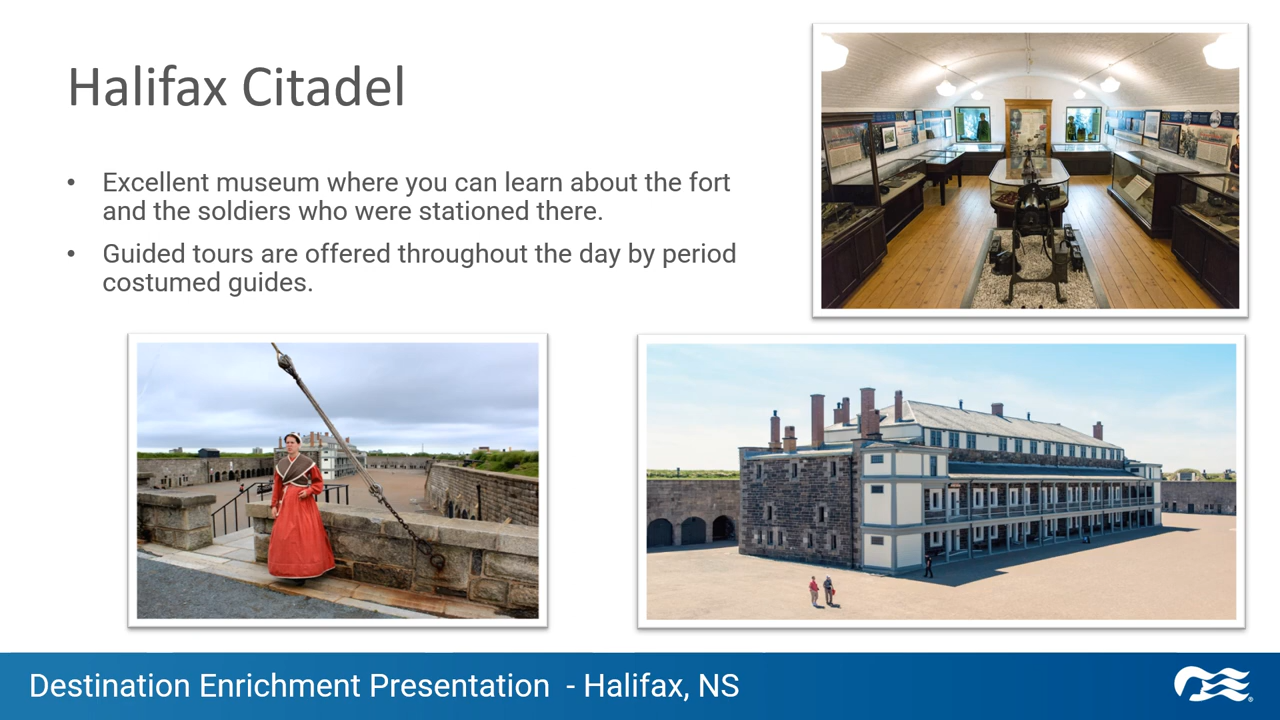 Halifax Citadel
• Excellent museum where you can learn about the fort
and the soldiers who were stationed there.
• Guided tours are offered throughout the day by period
costumed guides.
Destination Enrichment Presentation - Halifax, NS